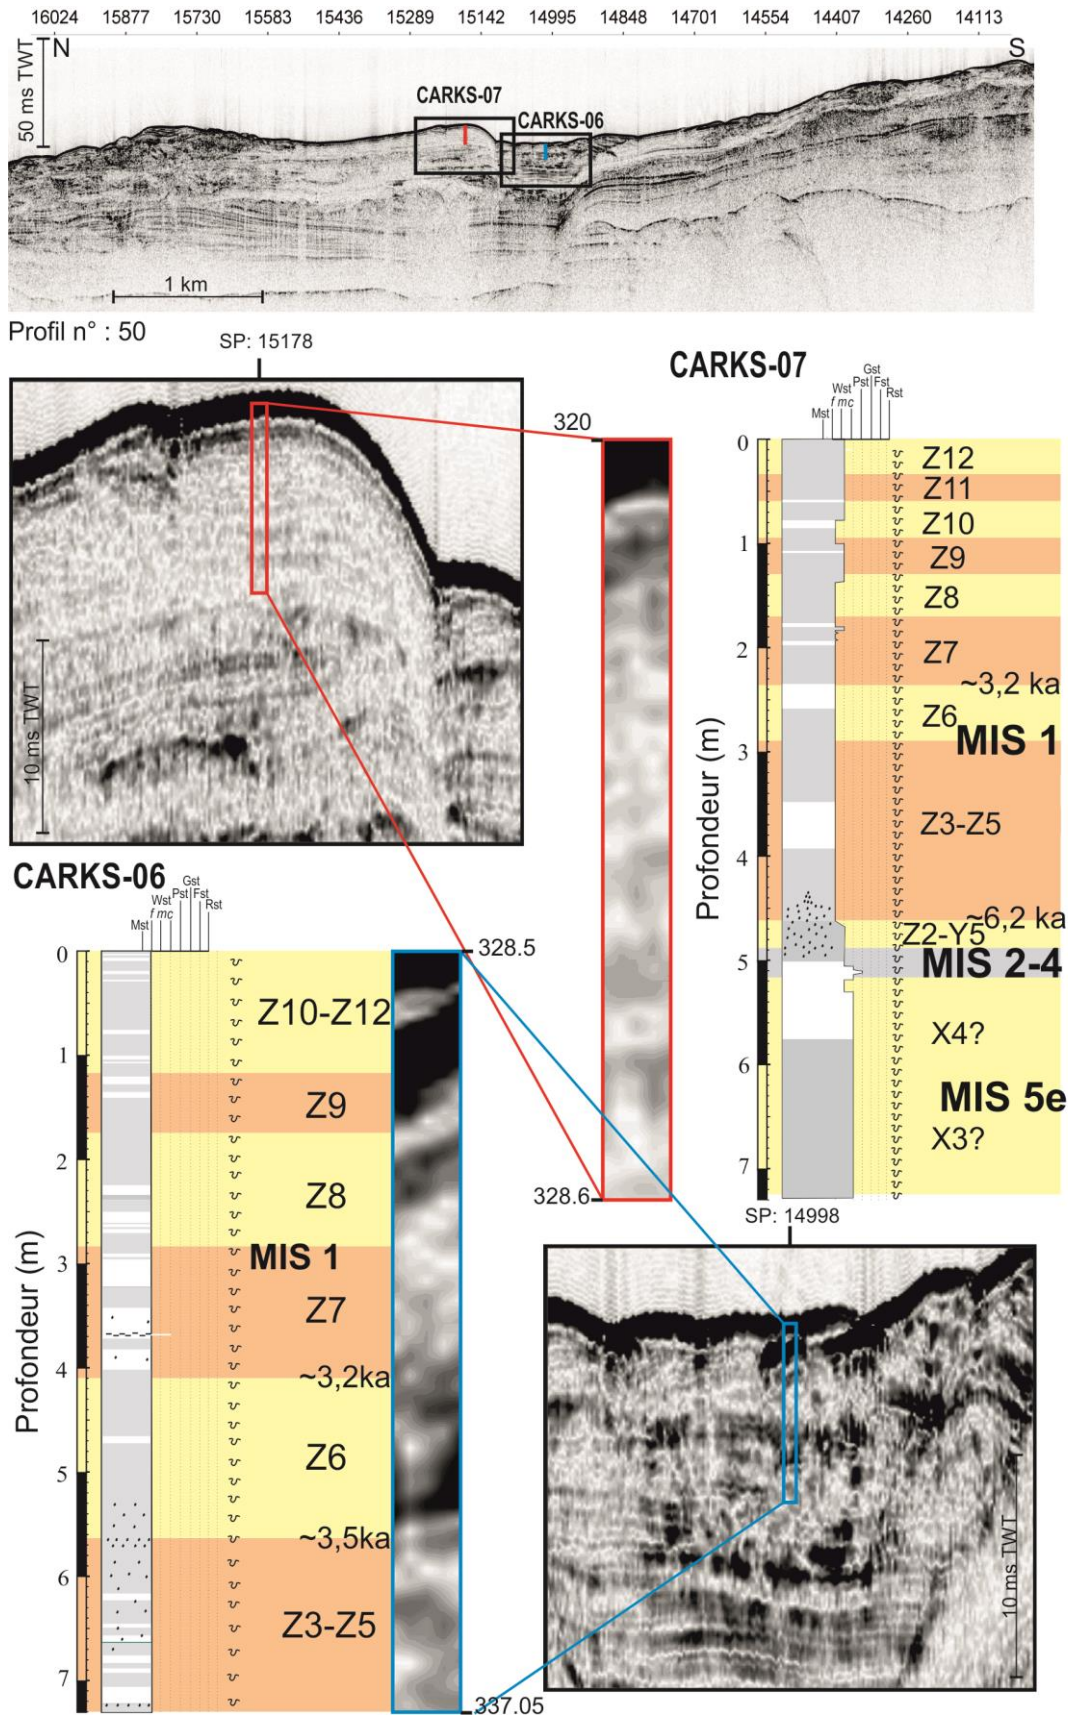 16024 15877 15730 15583 15436 15289 15142 14995 14848 14701 14554 14407 14260 14113
N
S
50 ms TWT
CARKS-07
CARKS-06
1 km
Profil n° : 50
SP: 15178
10 ms TWT
320
328.6
CARKS-07
Mst
f mc
Wst
Pst
Gst
Fst
Rst
Profondeur (m)
0
1
2
3
4
5
6
7
Z12
Z11
Z10
Z9
Z8
Z7
~3,2 ka
Z6
MIS 1
Z3-Z5
~6,2 ka
Z2-Y5
MIS 2-4
X4?
MIS 5e
X3?
CARKS-06
Mst
f mc
Wst
Pst
Gst
Fst
Rst
Profondeur (m)
0
1
2
3
4
5
6
7
Z10-Z12
Z9
Z8
MIS 1
Z7
~3,2ka
Z6
~3,5ka
Z3-Z5
328.5
337.05
SP: 14998
10 ms TWT